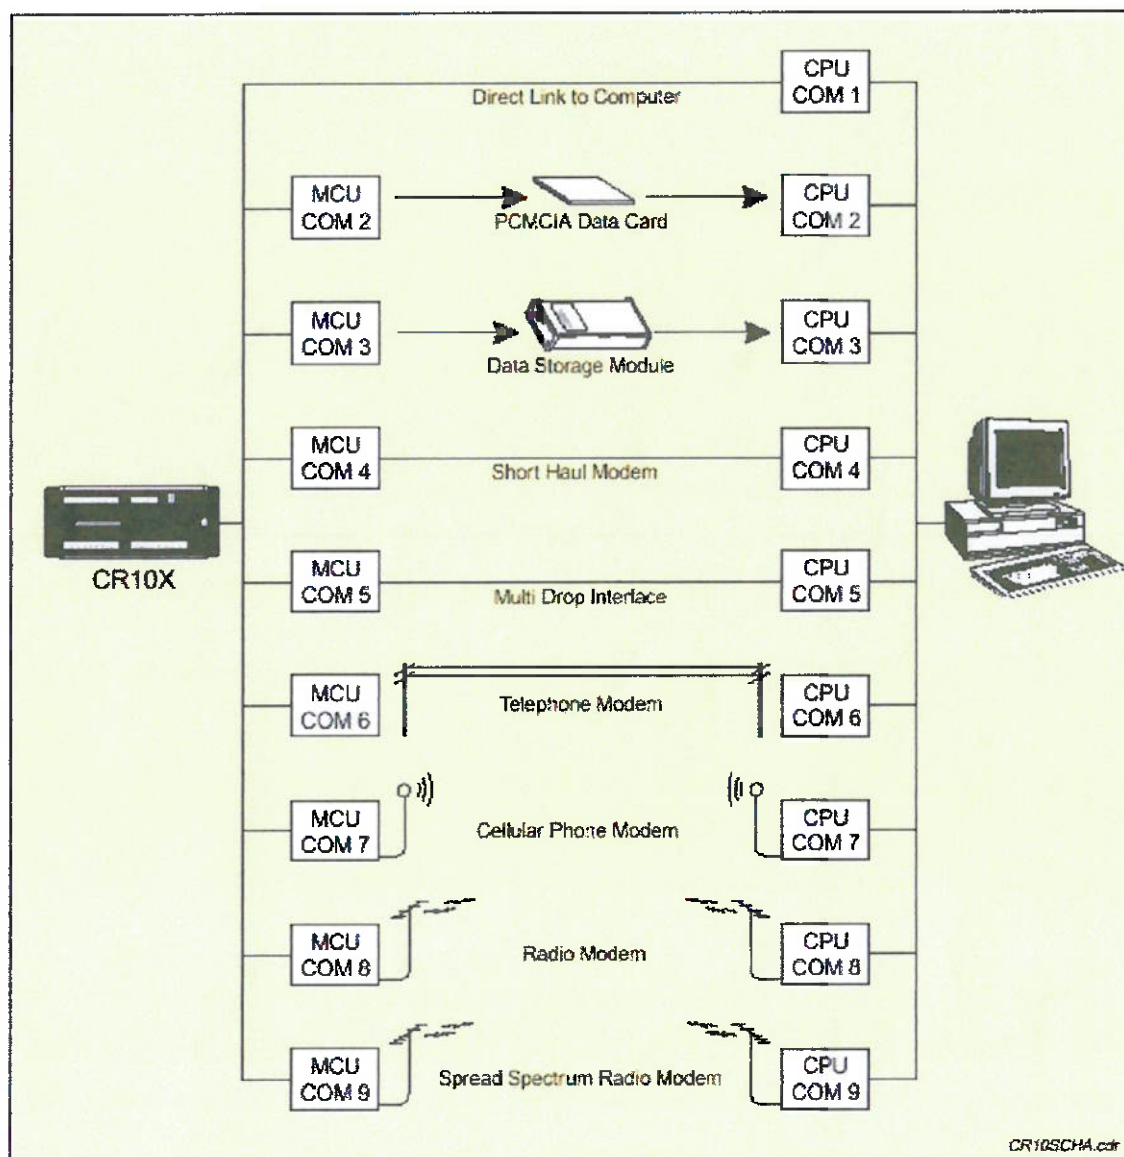 CPU
COM 1
Direct Link to Computer
MCU
COM 2
PCMCIA Data Card
CPU
COM 2
MCU
COM 3
Data Storage Module
CPU
COM 3
MCU
COM 4
Short Haul Modem
CPU
COM 4
CR10X
MCU
COM 5
Multi Drop Interface
CPU
COM 5
MCU
COM 6
Telephone Modem
CPU
COM 6
MCU
COM 7
Cellular Phone Modem
CPU
COM 7
MCU
COM 8
Radio Modem
CPU
COM 8
MCU
COM 9
Spread Spectrum Radio Modem
CPU
COM 9
CR10SCHA.cdr